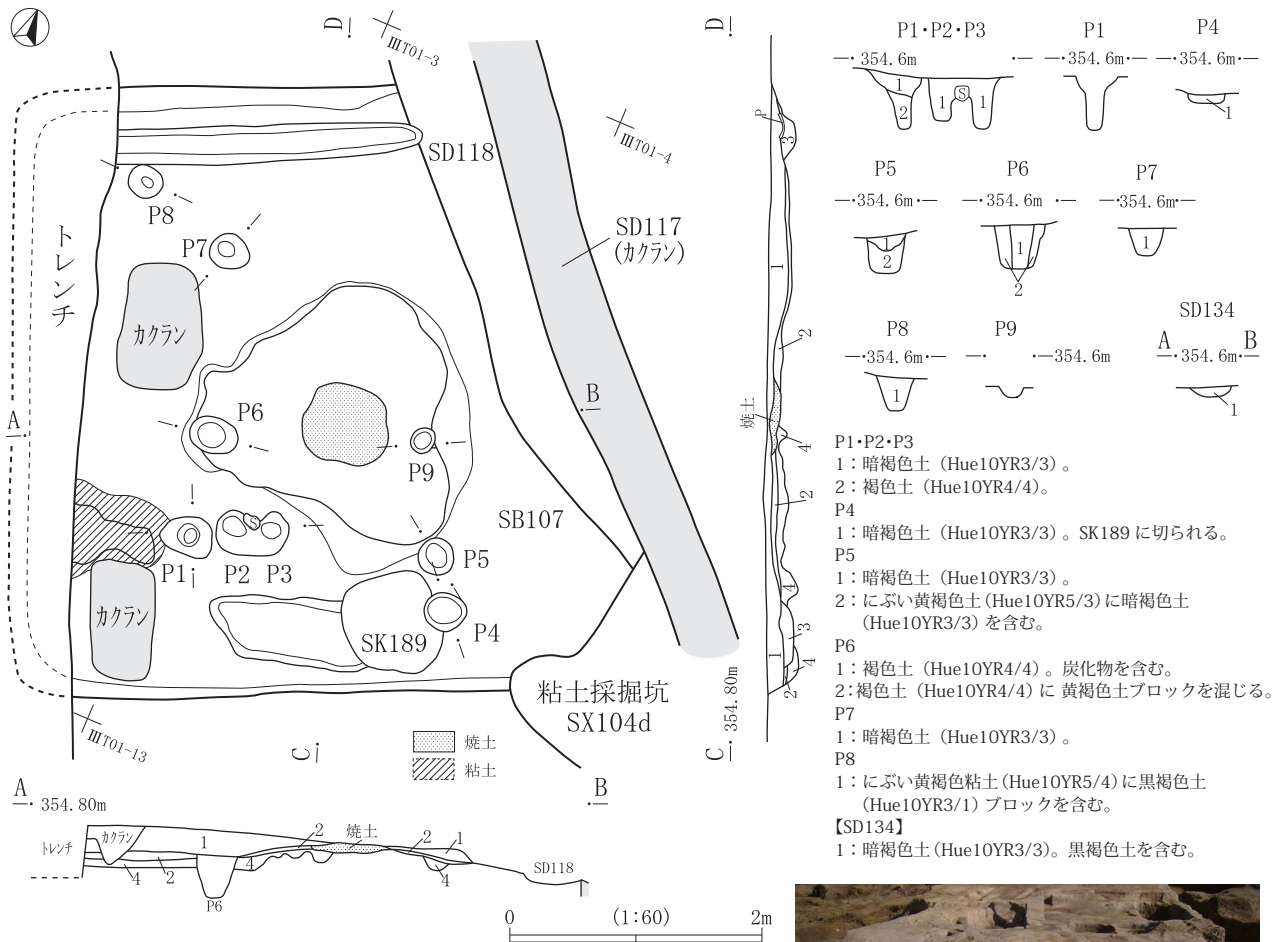 D
ⅢT01-3
ⅢT01-4
SD118
SD117
(カクラン)
P8
P7
トレンチ
カクラン
P6
P9
B
A
SB107
P1
P2
S
P3
P5
P4
カクラン
SK189
粘土採掘坑
SX104d
ⅢT01-13
C
焼土
粘土
A
354.80m
B
トレンチ
カクラン
1
2
焼土
2
1
4
2
4
4
P6
SD118
0
(1:60)
2m
D
P
3
1
2
焼土
4
2
4
3
1
4
2
C
354.80m
P1・P2・P3
354.6m
1
2
1
S
1
P1
354.6m
P4
354.6m
1
P5
354.6m
1
2
P6
354.6m
1
2
P7
354.6m
1
P8
354.6m
1
P9
354.6m
SD134
A
354.6m
B
1
P1・P2・P3
1：暗褐色土（Hue10YR3/3）。
2：褐色土（Hue10YR4/4）。
P4
1：暗褐色土（Hue10YR3/3）。SK189 に切られる。
P5
1：暗褐色土（Hue10YR3/3）。
2：にぶい黄褐色土（Hue10YR5/3）に暗褐色土
（Hue10YR3/3）を含む。
P6
1：褐色土（Hue10YR4/4）。炭化物を含む。
2：褐色土（Hue10YR4/4）に 黄褐色土ブロックを混じる。
P7
1：暗褐色土（Hue10YR3/3）。
P8
1：にぶい黄褐色粘土（Hue10YR5/4）に黒褐色土
（Hue10YR3/1）ブロックを含む。
【SD134】
1：暗褐色土（Hue10YR3/3）。黒褐色土を含む。